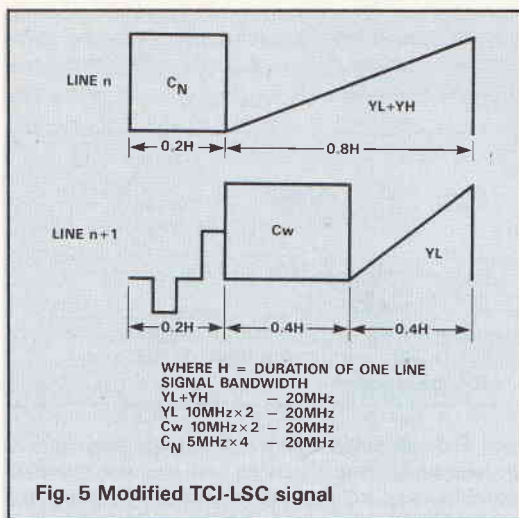 LINE n
C_N
YL+YH
0.2H
0.8H
LINE n+1
Cw
YL
0.2H
0.4H
0.4H
WHERE H = DURATION OF ONE LINE
SIGNAL BANDWIDTH
YL+YH – 20MHz
YL 10MHz×2 – 20MHz
Cw 10MHz×2 – 20MHz
C_N 5MHz×4 – 20MHz
Fig. 5 Modified TCI-LSC signal